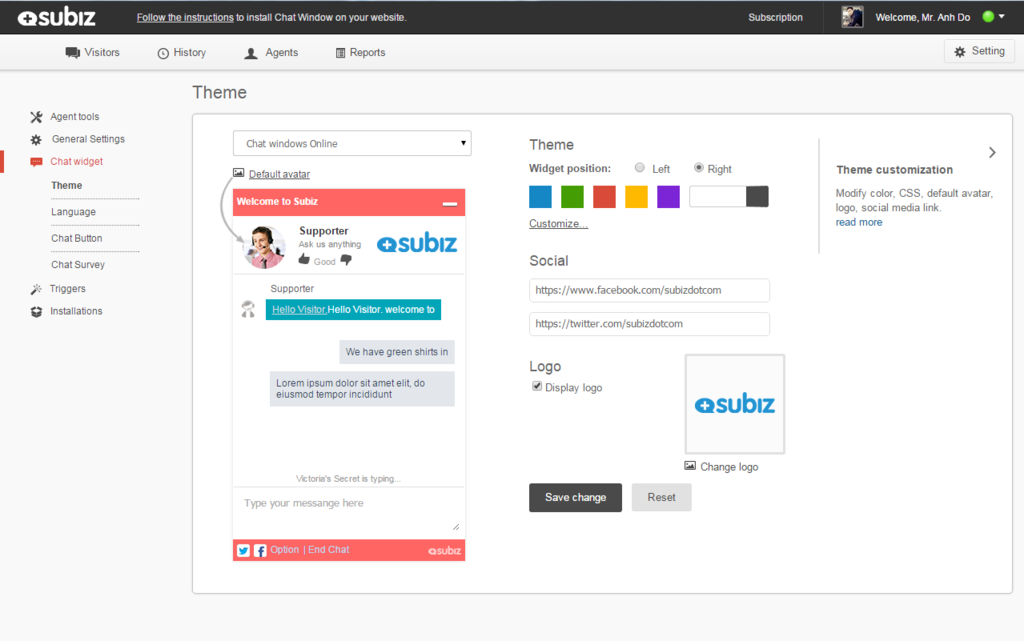 subiz
Follow the instructions to install Chat Window on your website.
Subscription
Welcome, Mr. Anh Do
Visitors
History
Agents
Reports
Setting
Theme
Agent tools
General Settings
Chat widget
Theme
Language
Chat Button
Chat Survey
Triggers
Installations
Chat windows Online
Default avatar
Welcome to Subiz
Supporter
Ask us anything
Good
subiz
Supporter
Hello Visitor Hello Visitor. welcome to
We have green shirts in
Lorem ipsum dolor sit amet elit, do
eiusmod tempor incididunt
Victoria's Secret is typing...
Type your messange here
Option | End Chat
subiz
Theme
Widget position:
Left
Right
Customize...
Social
https://www.facebook.com/subizdotcom
https://twitter.com/subizdotcom
Logo
Display logo
subiz
Change logo
Save change
Reset
Theme customization
Modify color, CSS, default avatar,
logo, social media link.
read more